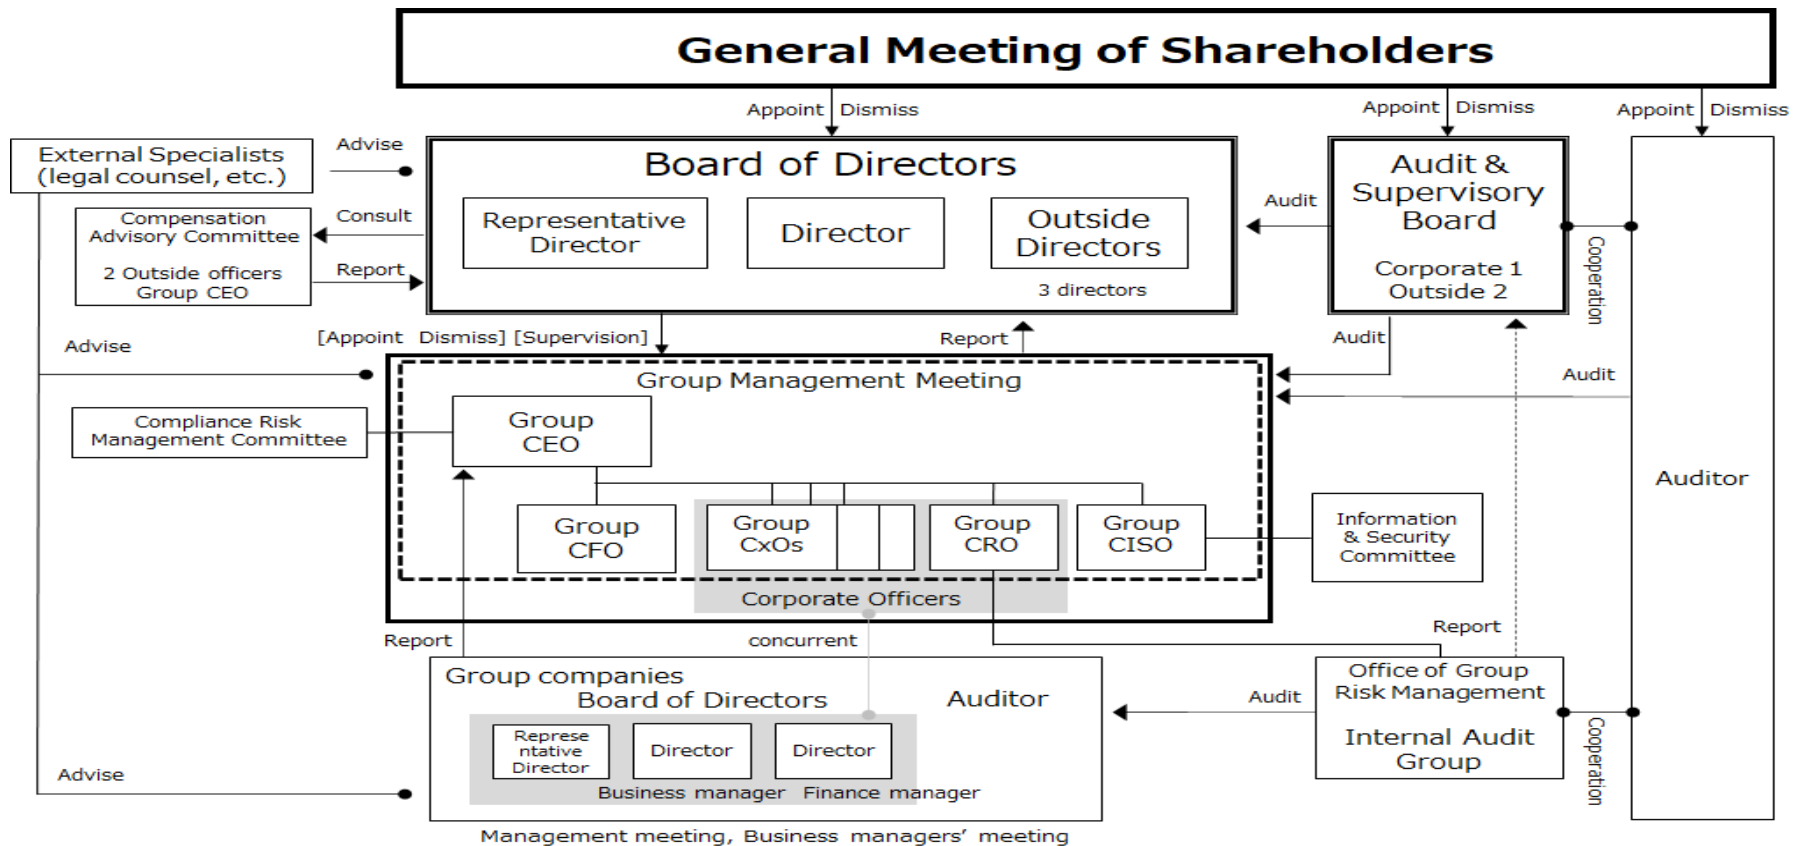 General Meeting of Shareholders
Appoint Dismiss
Appoint Dismiss
Appoint Dismiss
External Specialists
(legal counsel, etc.)
Advise
Board of Directors
Representative
Director
Director
Outside
Directors
3 directors
Audit
Audit &
Supervisory
Board
Corporate 1
Outside 2
Cooperation
Compensation
Advisory Committee
2 Outside officers
Group CEO
Consult
Report
[Appoint Dismiss] [Supervision]
Report
Audit
Advise
Audit
Group Management Meeting
Compliance Risk
Management Committee
Group
CEO
Group
CFO
Group
CxOs
Group
CRO
Group
CISO
Information
& Security
Committee
Auditor
Corporate Officers
Report
concurrent
Report
Group companies
Board of Directors
Auditor
Represe
ntative
Director
Director
Director
Business manager Finance manager
Audit
Office of Group
Risk Management
Internal Audit
Group
Cooperation
Advise
Management meeting, Business managers’ meeting